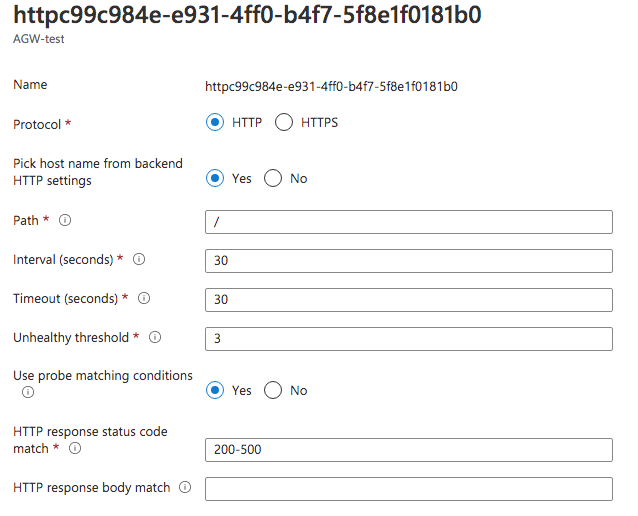 httpc99c984e-e931-4ff0-b4f7-5f8e1f0181b0
AGW-test
Name httpc99c984e-e931-4ff0-b4f7-5f8e1f0181b0
Protocol * HTTP HTTPS
Pick host name from backend
HTTP settings Yes No
Path * /
Interval (seconds) * 30
Timeout (seconds) * 30
Unhealthy threshold * 3
Use probe matching conditions
Yes No
HTTP response status code
match * 200-500
HTTP response body match